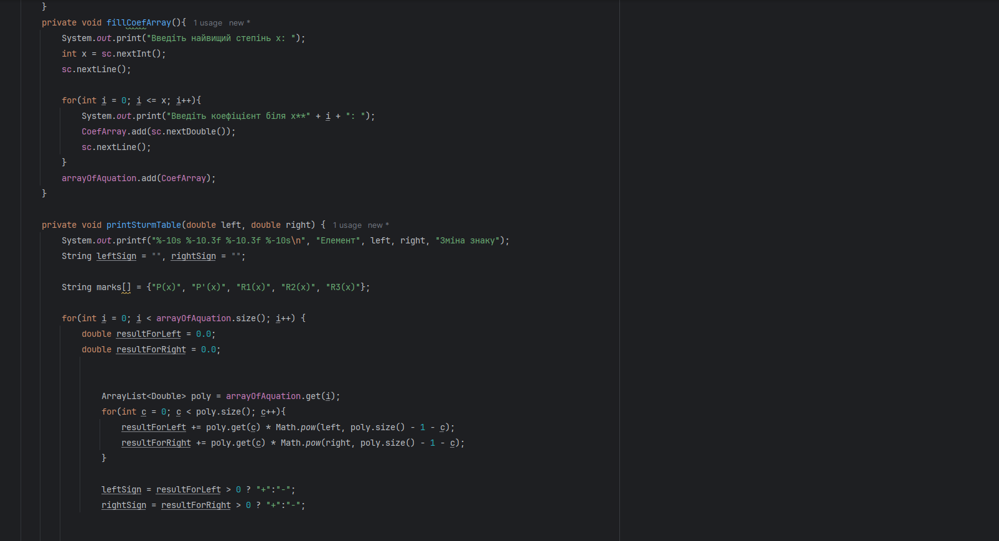 }
private void fillCoefArray(){ 1 usage new *
System.out.print("Введіть найвищий степінь x: ");
int x = sc.nextInt();
sc.nextLine();
for(int i = 0; i <= x; i++){
System.out.print("Введіть коефіцієнт біля x**" + i + ": ");
CoefArray.add(sc.nextDouble());
sc.nextLine();
}
arrayOfAquation.add(CoefArray);
}
private void printSturmTable(double left, double right) { 1 usage new *
System.out.printf("%-10s %-10.3f %-10.3f %-10s\n", "Елемент", left, right, "Зміна знаку");
String leftSign = "", rightSign = "";
String marks[] = {"P(x)", "P'(x)", "R1(x)", "R2(x)", "R3(x)"};
for(int i = 0; i < arrayOfAquation.size(); i++) {
double resultForLeft = 0.0;
double resultForRight = 0.0;
ArrayList<Double> poly = arrayOfAquation.get(i);
for(int c = 0; c < poly.size(); c++){
resultForLeft += poly.get(c) * Math.pow(left, poly.size() - 1 - c);
resultForRight += poly.get(c) * Math.pow(right, poly.size() - 1 - c);
}
leftSign = resultForLeft > 0 ? "+":"-";
rightSign = resultForRight > 0 ? "+":"-";